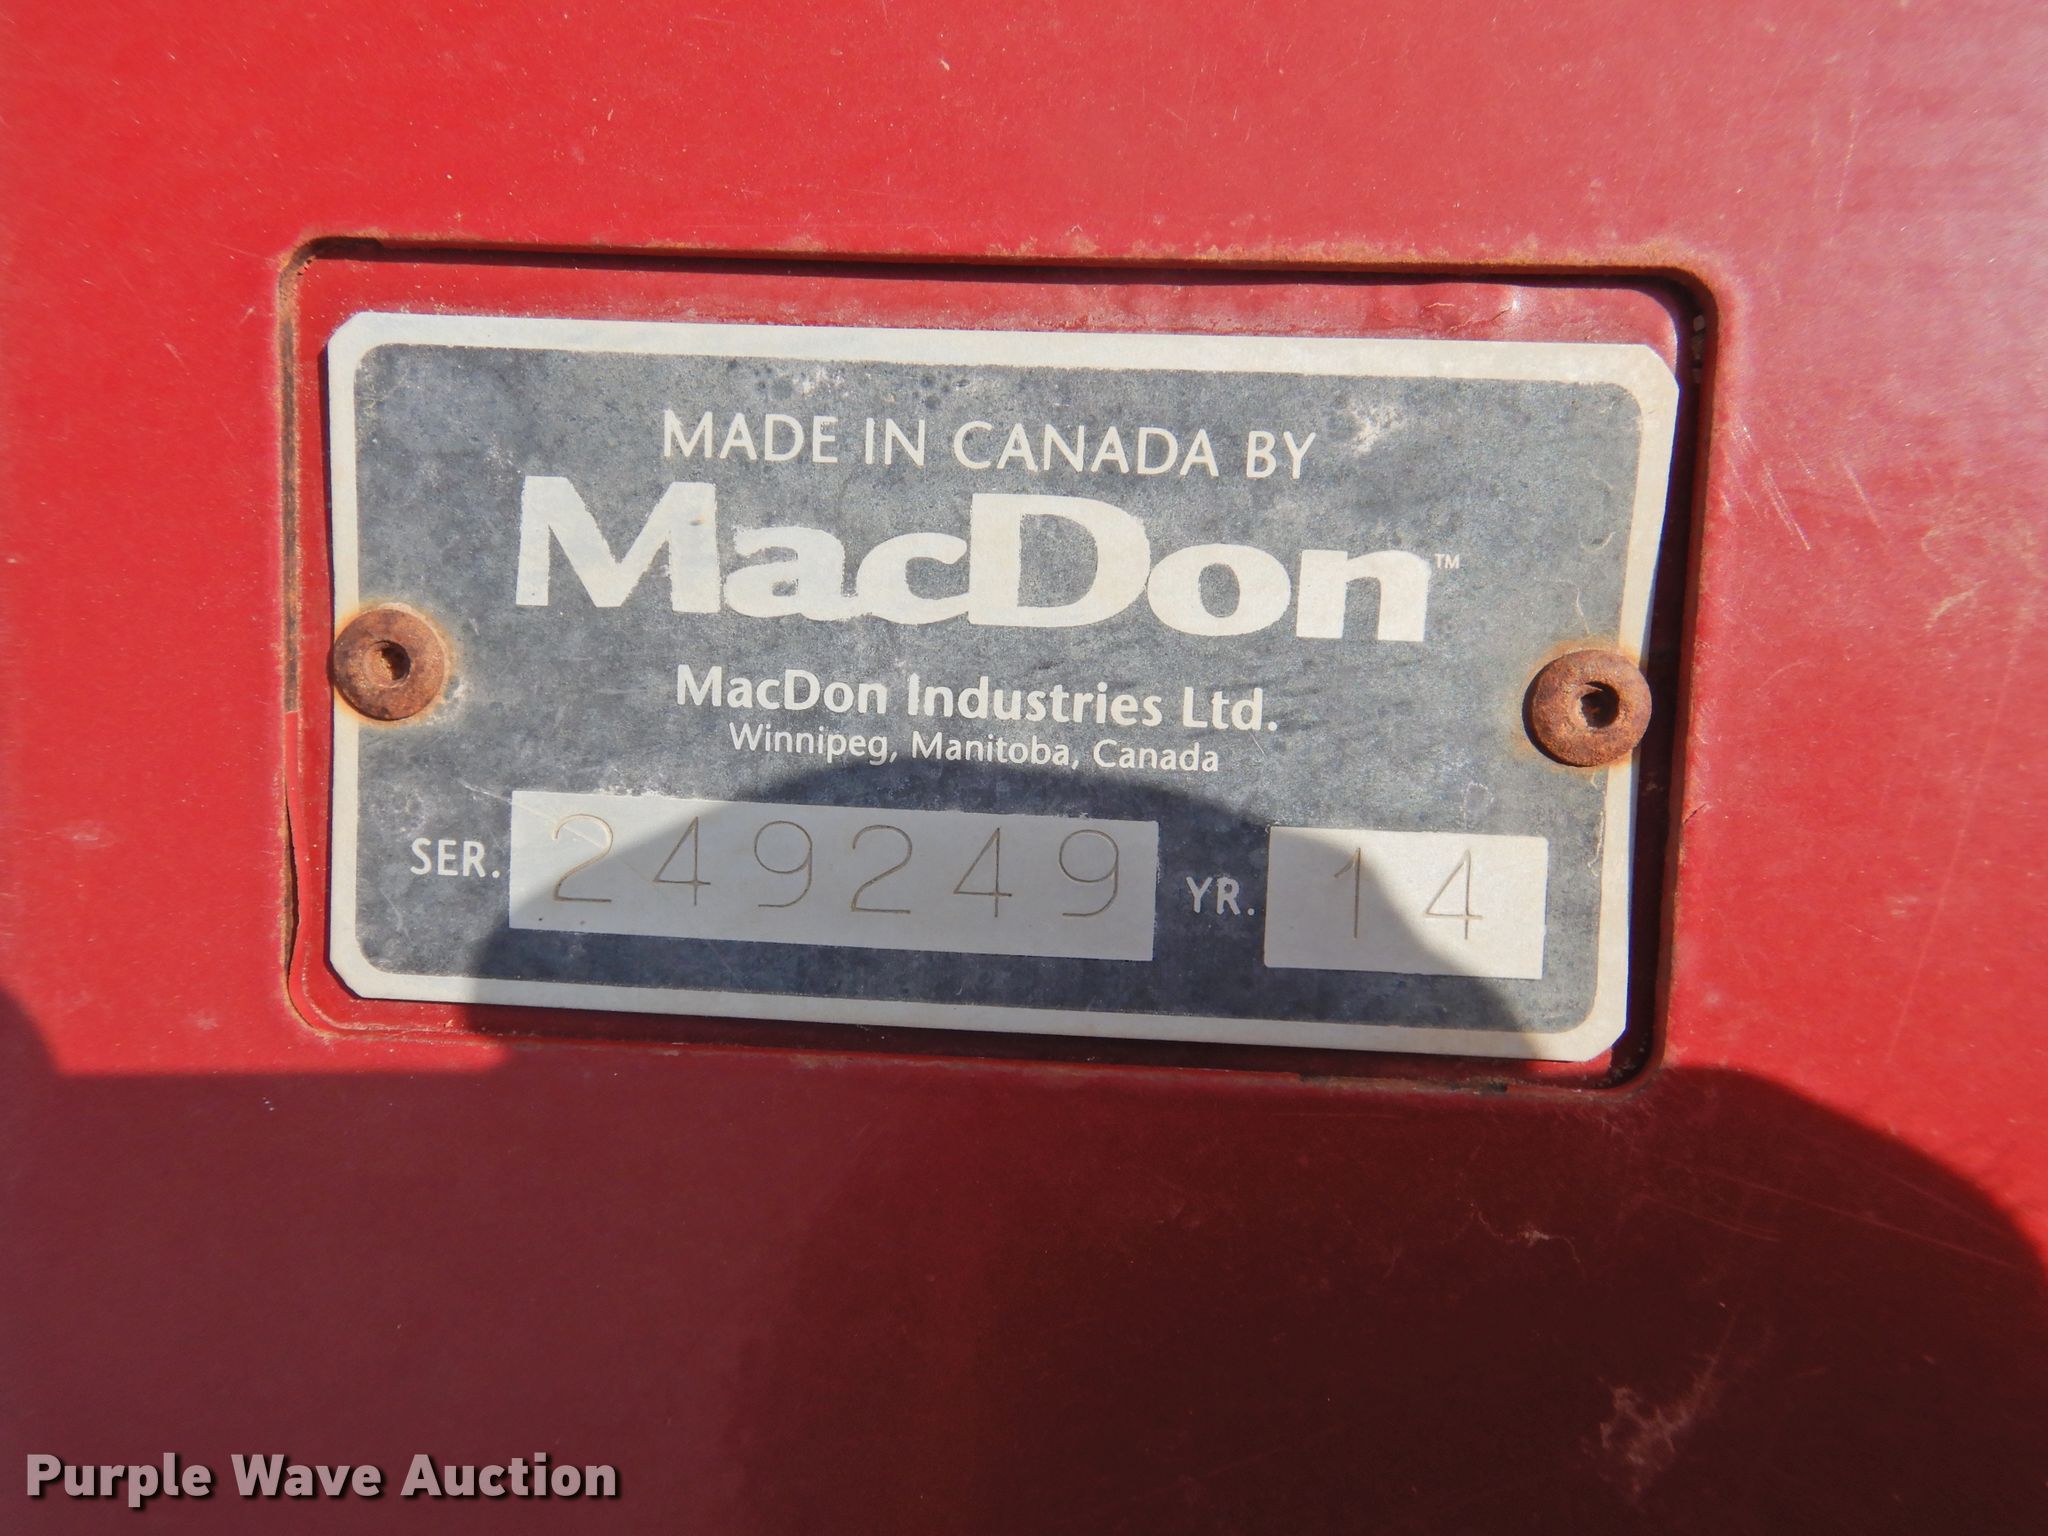 MADE IN CANADA BY
MacDon™
MacDon Industries Ltd.
Winnipeg, Manitoba, Canada
SER. 249249 YR. 14
Purple Wave Auction